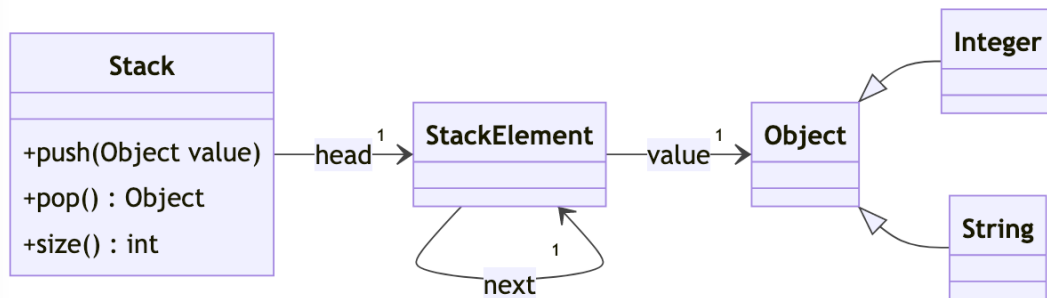 Stack
+push(Object value)
+pop() : Object
+size() : int
head
1
StackElement
1
next
value
1
Object
Integer
String